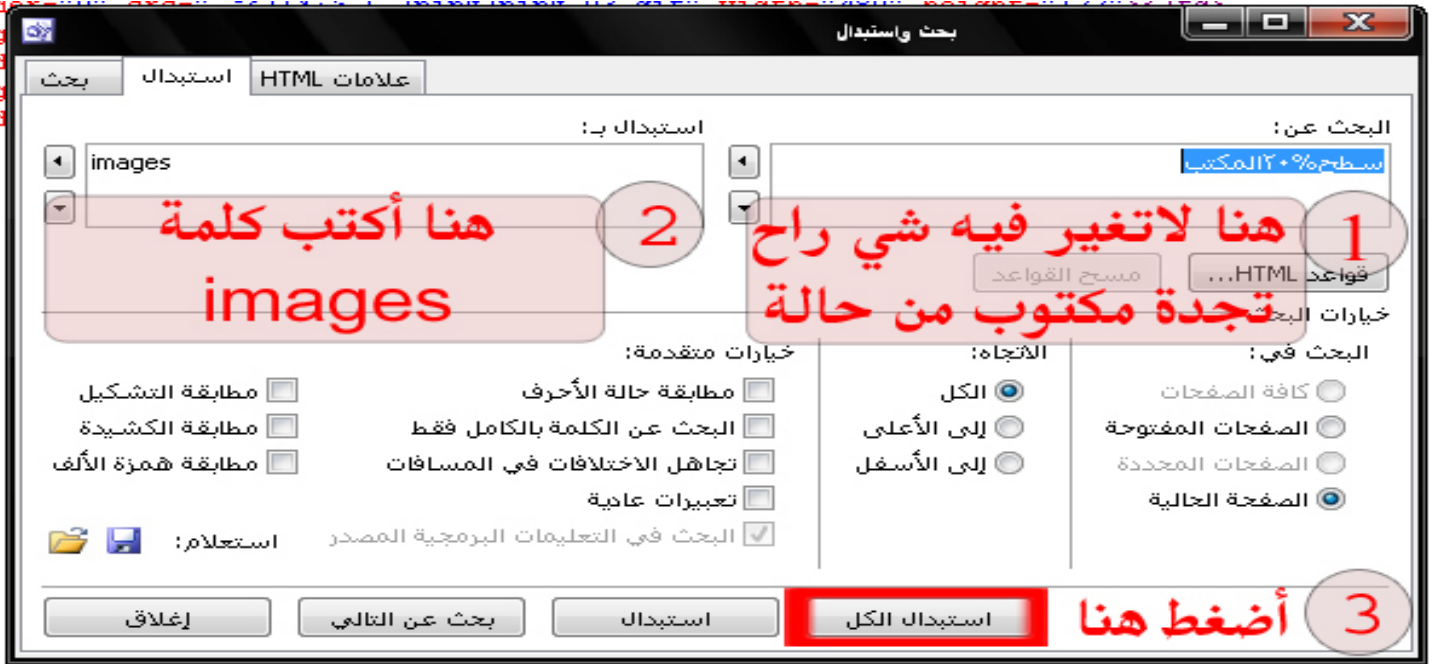 بحث واستبدال
بحث
استبدال
علامات HTML
البحث عن:
سطح%٢٠المكتب
استبدال بـ:
images
1
هنا لاتغير فيه شي راح
تجدة مكتوب من حالة
2
هنا أكتب كلمة
images
قواعد HTML...
مسح القواعد
خيارات البحث
البحث في:
كافة الصفحات
الصفحات المفتوحة
الصفحات المحددة
الصفحة الحالية
الاتجاه:
الكل
إلى الأعلى
إلى الأسفل
خيارات متقدمة:
مطابقة حالة الأحرف
البحث عن الكلمة بالكامل فقط
تجاهل الاختلافات في المسافات
تعبيرات عادية
البحث في التعليمات البرمجية المصدر
مطابقة التشكيل
مطابقة الكشيدة
مطابقة همزة الألف
استعلام:
3
أضغط هنا
استبدال الكل
استبدال
بحث عن التالي
إغلاق